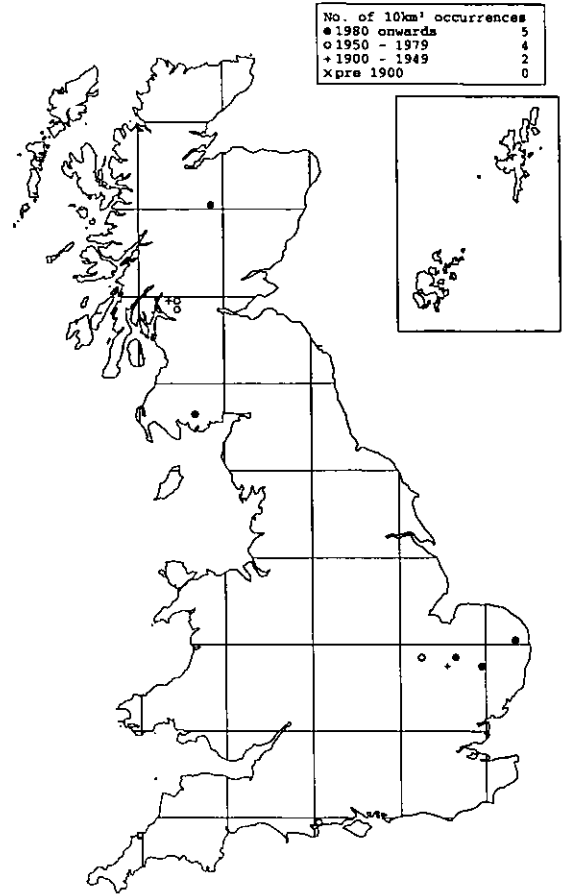 No. of 10km² occurrences
● 1980 onwards 5
○ 1950 - 1979 4
+ 1900 - 1949 2
x pre 1900 0